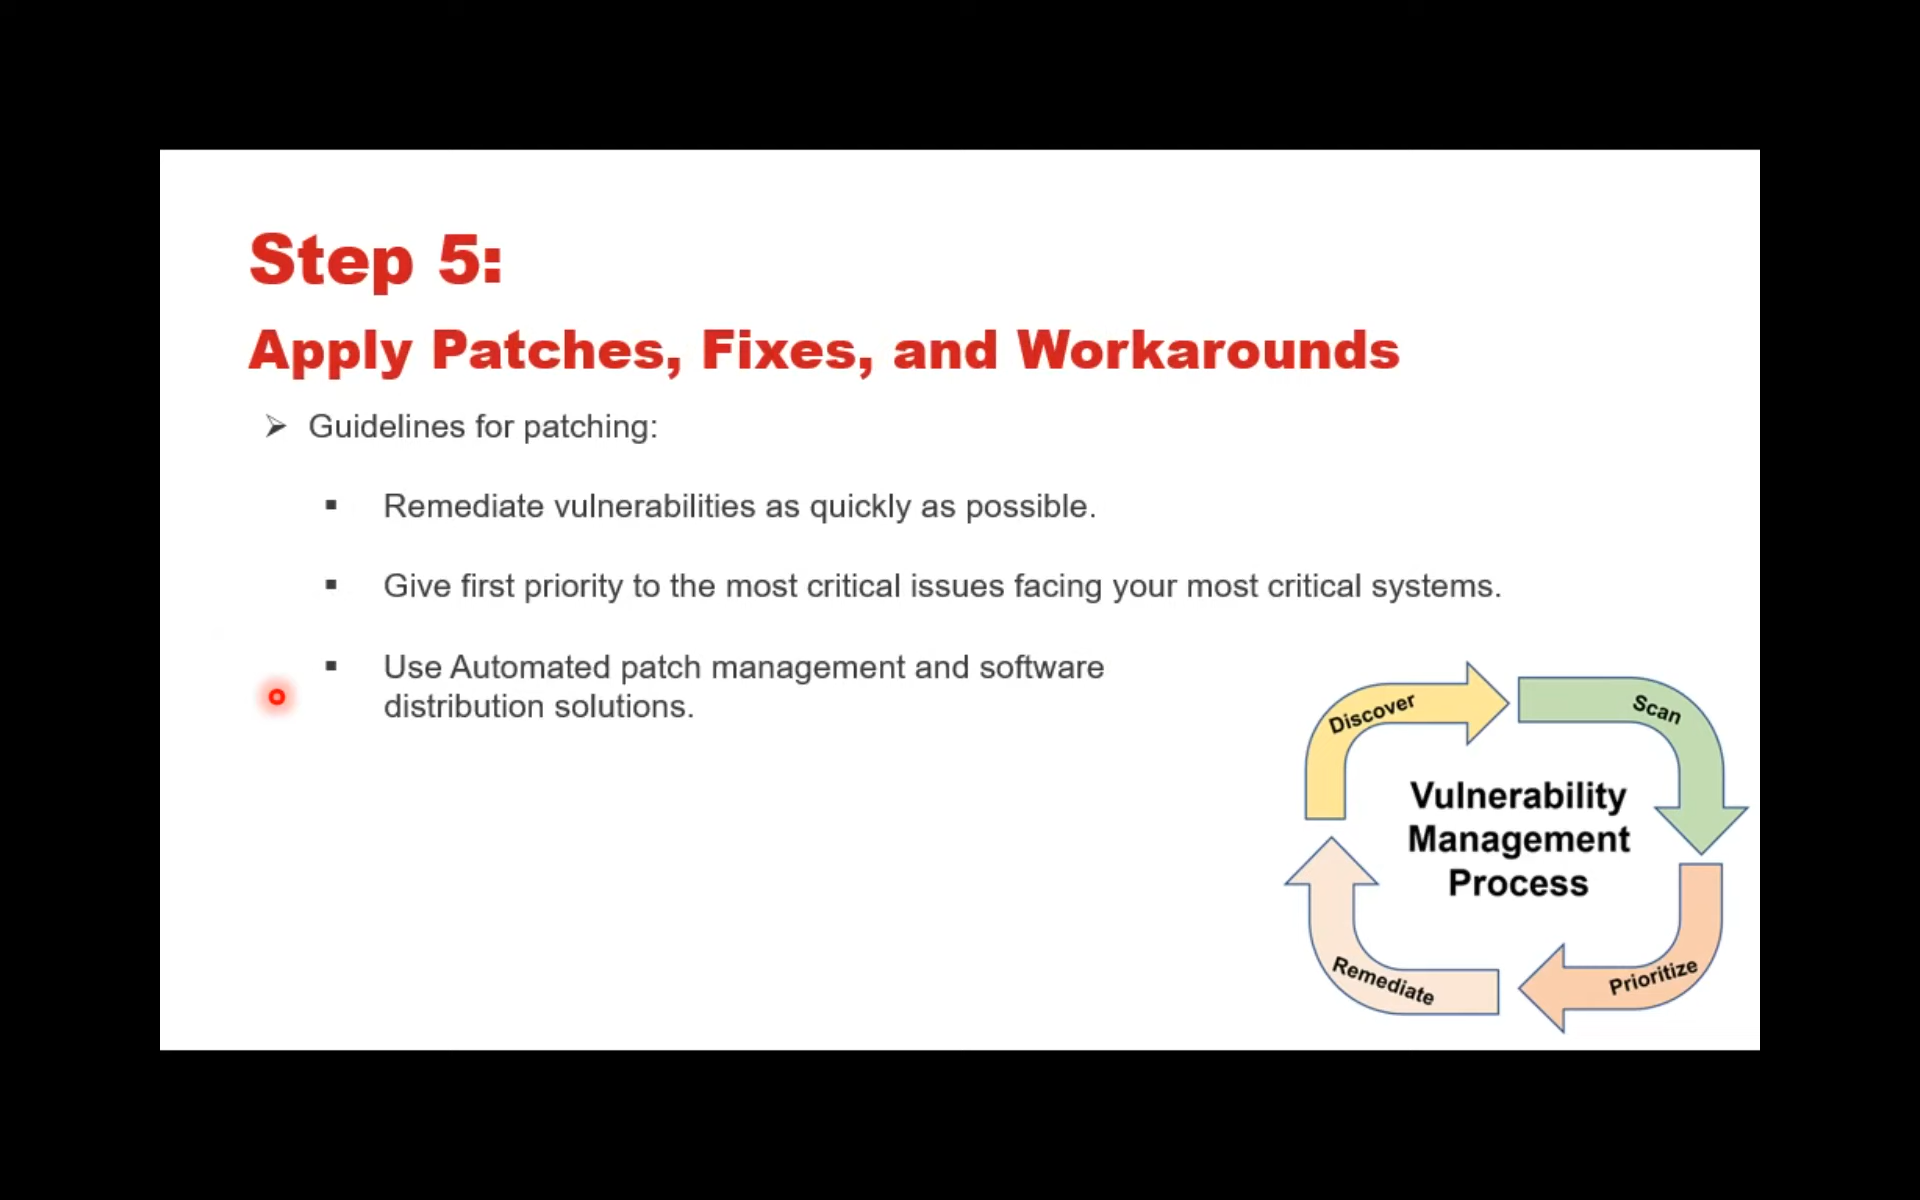 Step 5:
Apply Patches, Fixes, and Workarounds
➢ Guidelines for patching:
▪ Remediate vulnerabilities as quickly as possible.
▪ Give first priority to the most critical issues facing your most critical systems.
▪ Use Automated patch management and software
distribution solutions.
Discover
Scan
Vulnerability
Management
Process
Remediate
Prioritize